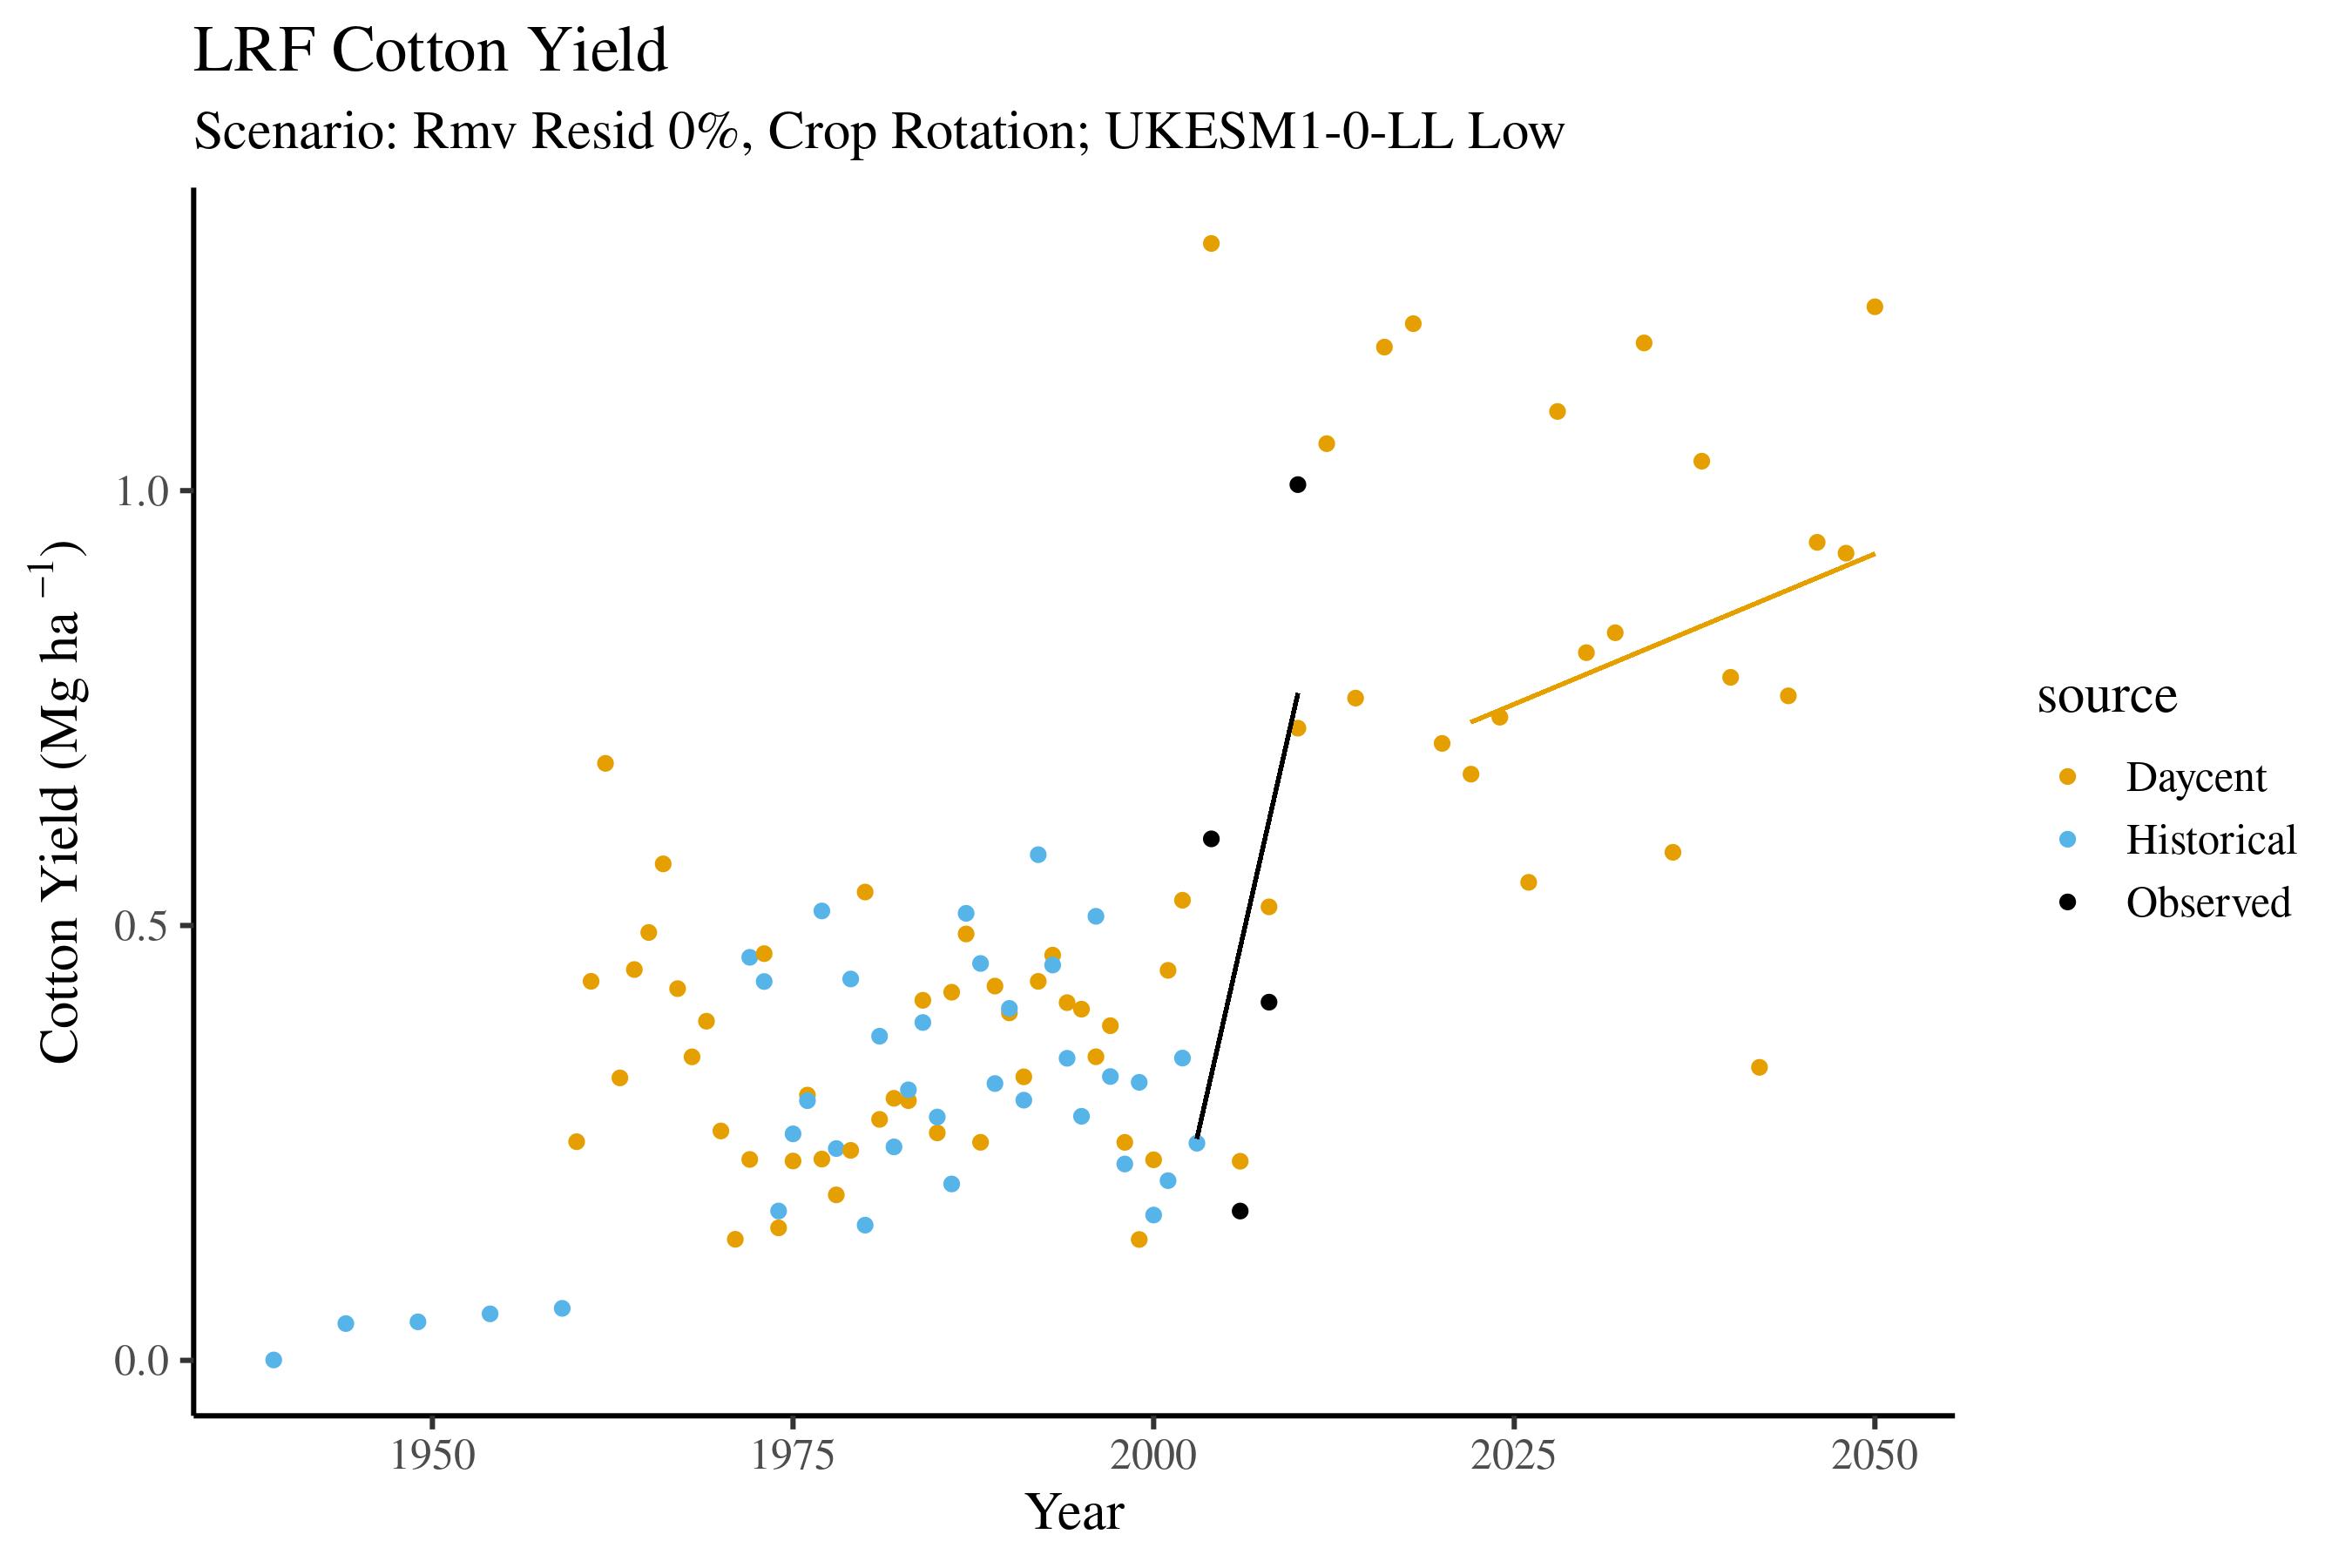 LRF Cotton Yield
Scenario: Rmv Resid 0%, Crop Rotation; UKESM1-0-LL Low
Cotton Yield (Mg ha⁻¹)
1.0
0.5
0.0
1950 1975 2000 2025 2050
Year
source
Daycent
Historical
Observed